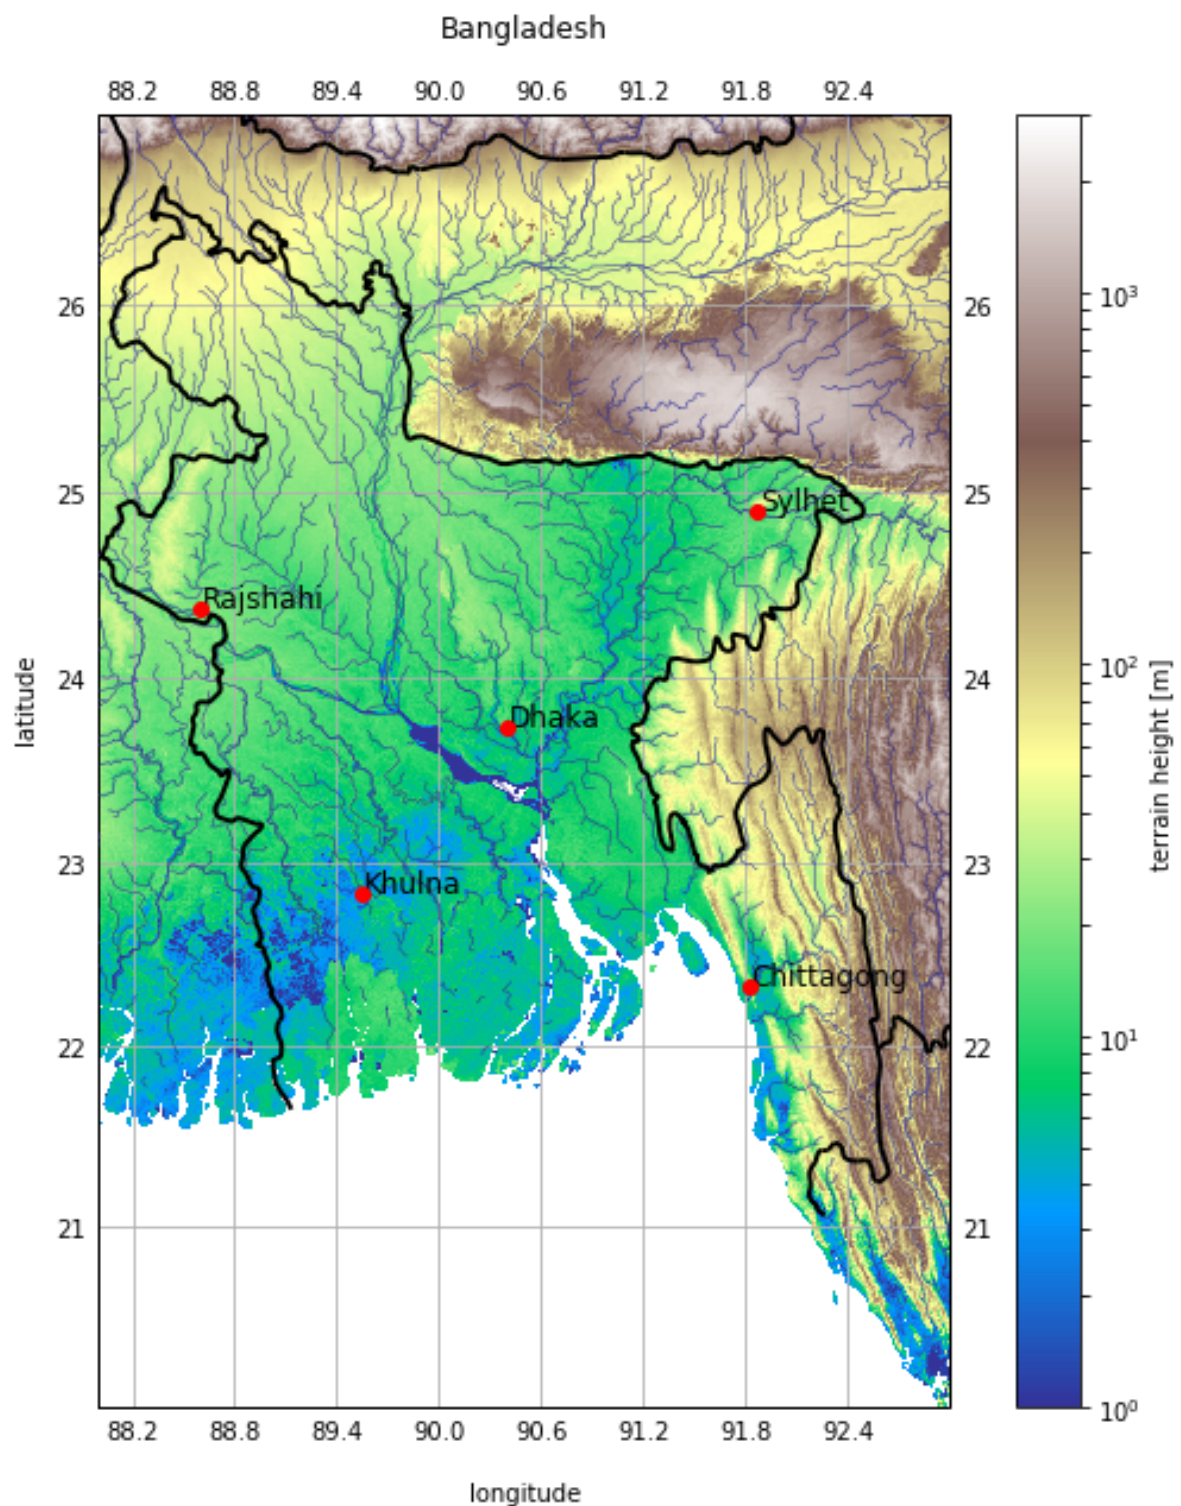 Bangladesh
88.2 88.8 89.4 90.0 90.6 91.2 91.8 92.4
26 26
10³
25 25
Sylhet
Rajshahi
24 24
10²
Dhaka
latitude
terrain height [m]
23 23
Khulna
Chittagong
22 22
10¹
21 21
10⁰
88.2 88.8 89.4 90.0 90.6 91.2 91.8 92.4
longitude